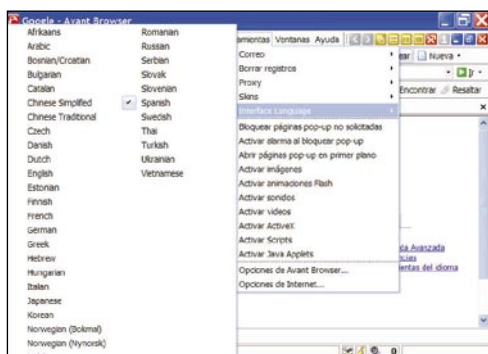 Google - Avant Browser
Afrikaans
Arabic
Bosnian/Croatian
Bulgarian
Catalan
Chinese Simplified
Chinese Traditional
Czech
Danish
Dutch
English
Estonian
Finnish
French
German
Greek
Hebrew
Hungarian
Italian
Japanese
Korean
Norwegian (Bokmal)
Norwegian (Nynorsk)
Romanian
Russian
Serbian
Slovak
Slovenian
Spanish
Swedish
Thai
Turkish
Ukranian
Vietnamese
amientas Ventanas Ayuda
Correo
Borrar registros
Proxy
Skins
Interface Language
Bloquear páginas pop-up no solicitadas
Activar alarma al bloquear pop-up
Abrir páginas pop-up en primer plano
Activar imágenes
Activar animaciones Flash
Activar sonidos
Activar videos
Activar ActiveX
Activar Scripts
Activar Java Applets
Opciones de Avant Browser...
Opciones de Internet...
Nueva
Ir
Encontrar Resaltar
da Avanzada
ncias
entas del idioma
0